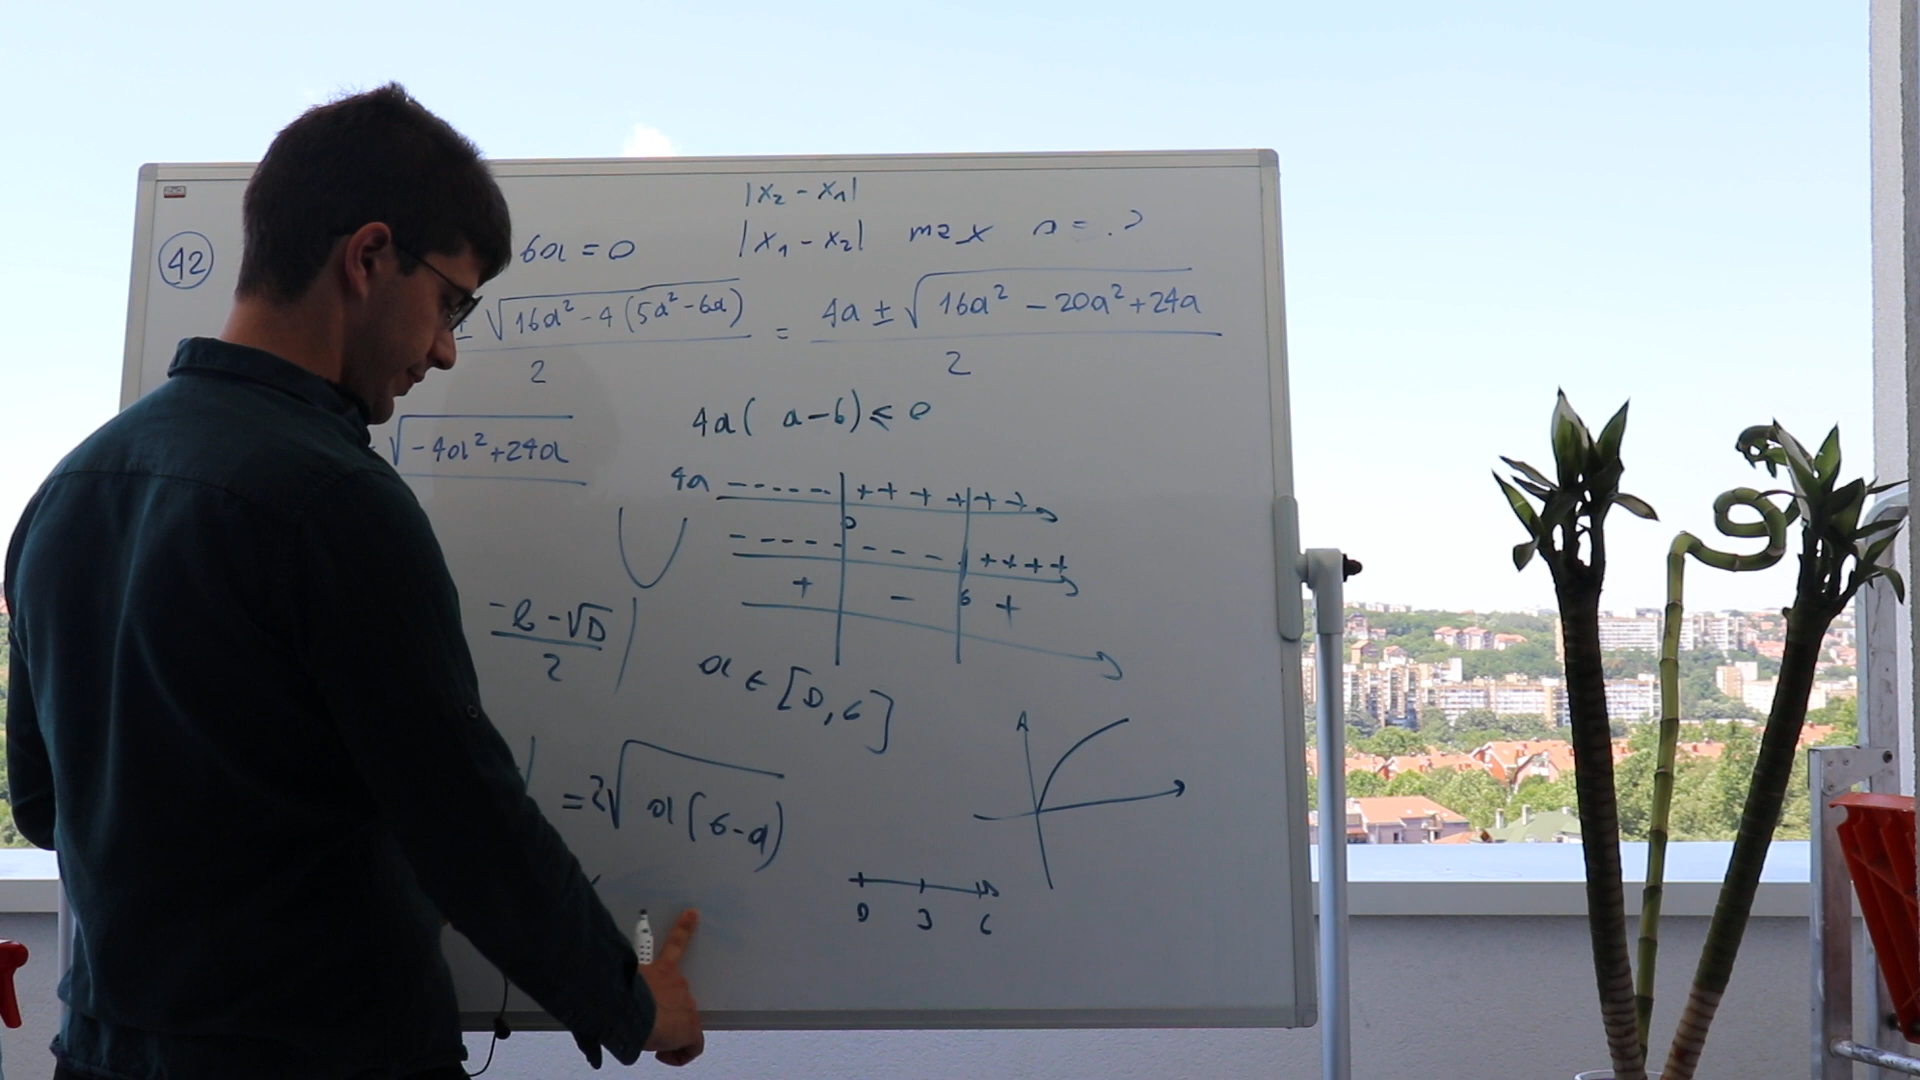 |x₂ - x₁|
42
6a = 0
|x₁ - x₂| max a = ?
± √(16a² - 4(5a² - 6a)) / 2 = (4a ± √(16a² - 20a² + 24a)) / 2
4a( a-6) ≤ 0
√(-4a² + 24a)
4a ----- ++++++
0
-------- ++++
+ - 6 +
(-b - √D) / 2 |
a ∈ [0, 6]
A
= 2√(a(6-a))
0 3 6